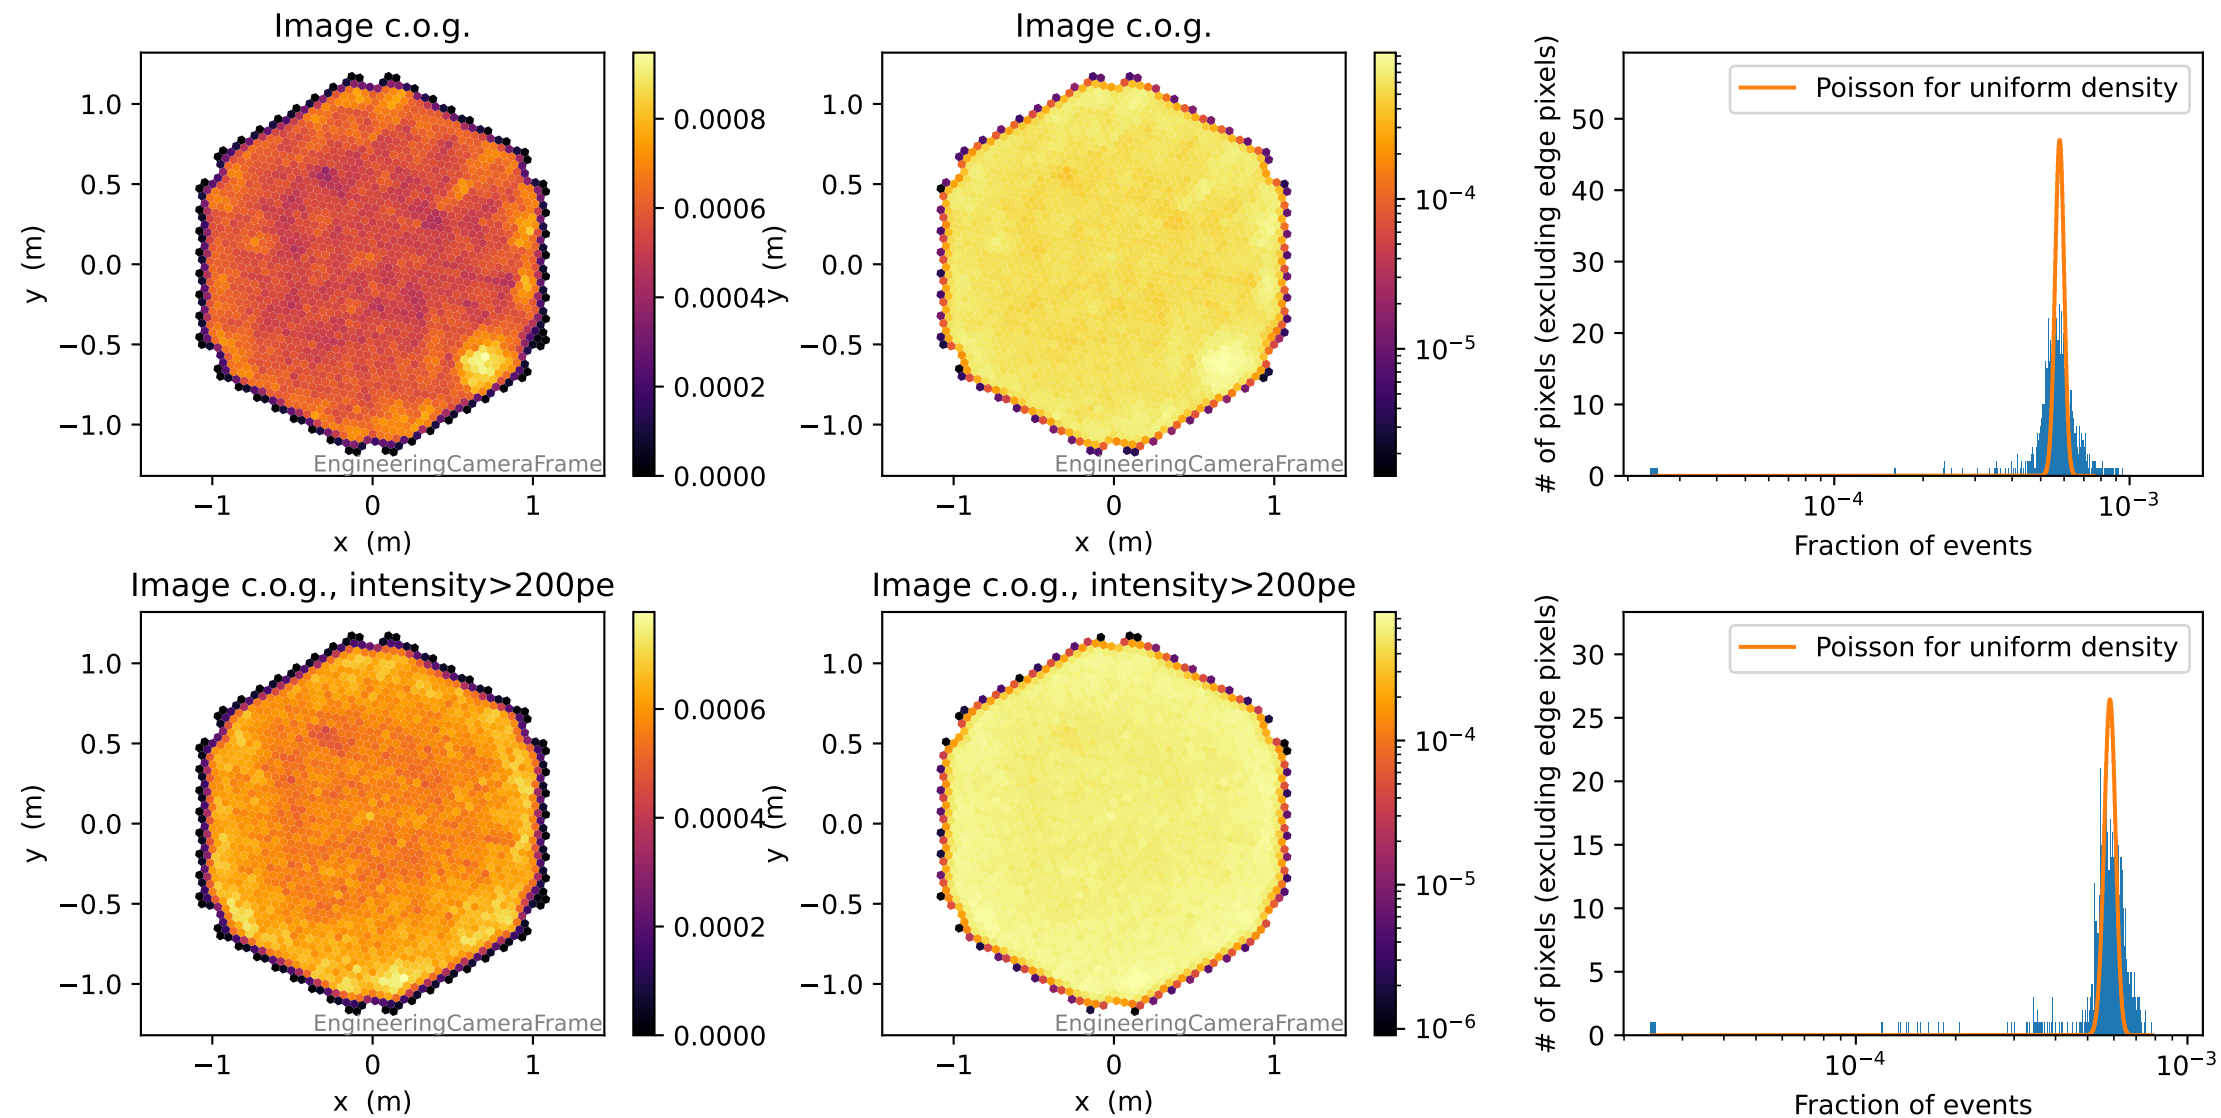 Image c.o.g.
y (m)
1.0
0.5
0.0
−0.5
−1.0
−1
0
1
x (m)
EngineeringCameraFrame
0.0008
0.0006
0.0004
0.0002
0.0000
Image c.o.g.
y (m)
1.0
0.5
0.0
−0.5
−1.0
−1
0
1
x (m)
EngineeringCameraFrame
10⁻⁴
10⁻⁵
# of pixels (excluding edge pixels)
50
40
30
20
10
0
Poisson for uniform density
10⁻⁴
10⁻³
Fraction of events
Image c.o.g., intensity>200pe
y (m)
1.0
0.5
0.0
−0.5
−1.0
−1
0
1
x (m)
EngineeringCameraFrame
0.0006
0.0004
0.0002
0.0000
Image c.o.g., intensity>200pe
y (m)
1.0
0.5
0.0
−0.5
−1.0
−1
0
1
x (m)
EngineeringCameraFrame
10⁻⁴
10⁻⁵
10⁻⁶
# of pixels (excluding edge pixels)
30
25
20
15
10
5
0
Poisson for uniform density
10⁻⁴
10⁻³
Fraction of events